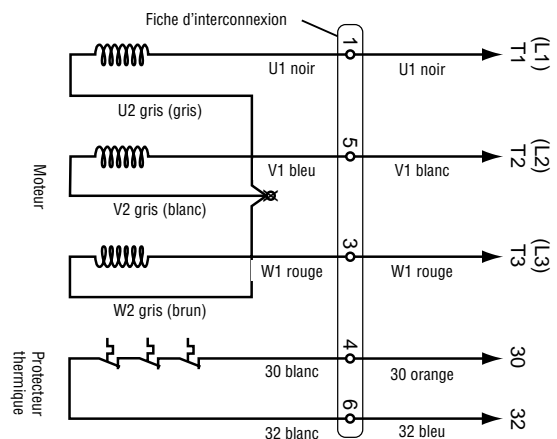 Fiche d'interconnexion
1
U1 noir
U1 noir
(L1)
T1
U2 gris (gris)
5
V1 bleu
V1 blanc
(L2)
T2
Moteur
V2 gris (blanc)
3
W1 rouge
W1 rouge
(L3)
T3
W2 gris (brun)
4
30 blanc
30 orange
30
Protecteur
thermique
6
32 blanc
32 bleu
32